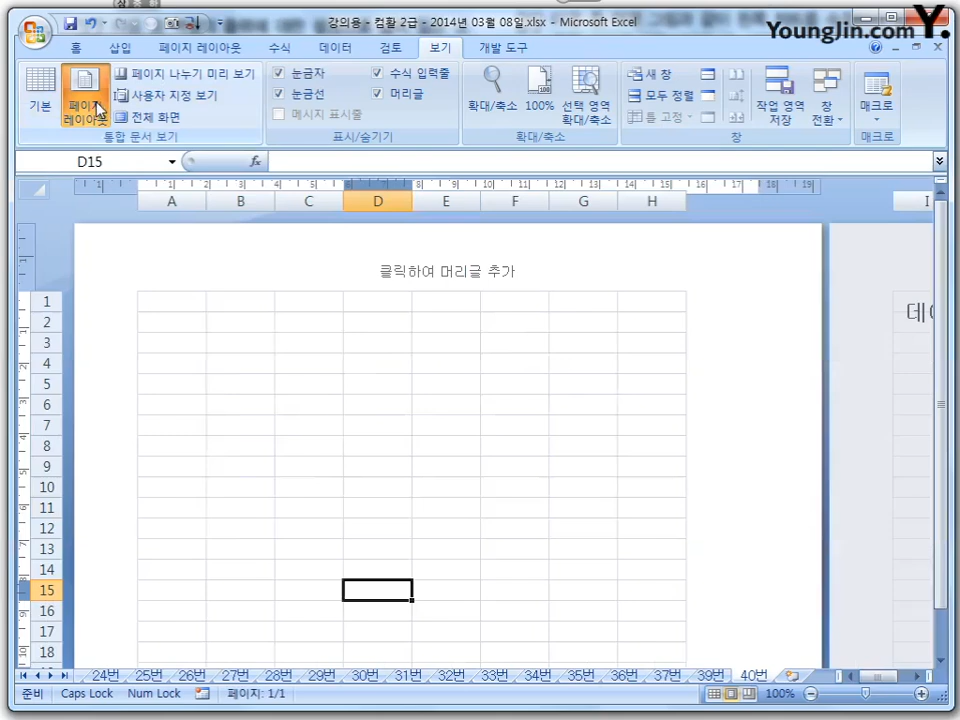 강의용 - 컴활 2급 - 2014년 03월 08일.xlsx - Microsoft Excel
YoungJin.com Y.
홈 삽입 페이지 레이아웃 수식 데이터 검토 보기 개발 도구
기본
페이지 레이아웃
페이지 나누기 미리 보기
사용자 지정 보기
전체 화면
통합 문서 보기
눈금자
수식 입력줄
눈금선
머리글
메시지 표시줄
표시/숨기기
확대/축소
100%
선택 영역 확대/축소
확대/축소
새 창
모두 정렬
틀 고정
작업 영역 저장
창 전환
창
매크로
매크로
D15
fx
A B C D E F G H I
클릭하여 머리글 추가
1
2
3
4
5
6
7
8
9
10
11
12
13
14
15
16
17
18
24번 25번 26번 27번 28번 29번 30번 31번 32번 33번 34번 35번 36번 37번 38번 39번 40번
준비 Caps Lock Num Lock 페이지: 1/1 100%